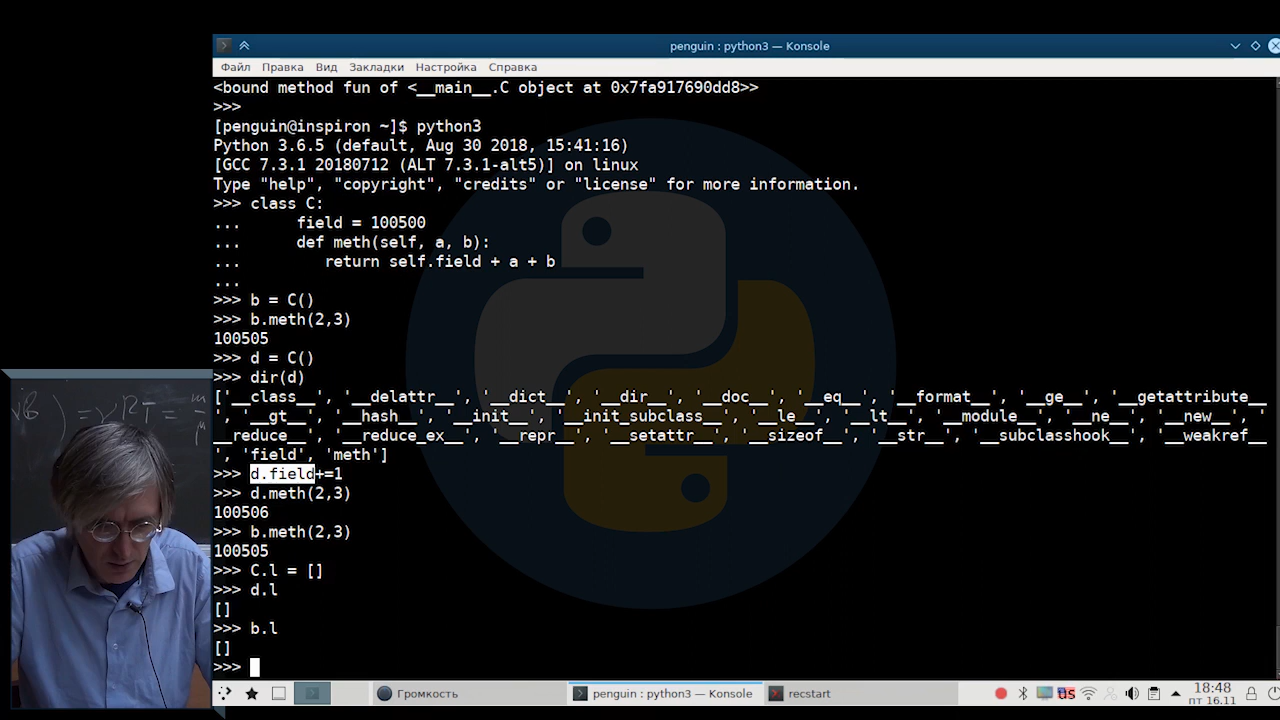 penguin : python3 — Konsole
Файл Правка Вид Закладки Настройка Справка
<bound method fun of <__main__.C object at 0x7fa917690dd8>>
>>>
[penguin@inspiron ~]$ python3
Python 3.6.5 (default, Aug 30 2018, 15:41:16)
[GCC 7.3.1 20180712 (ALT 7.3.1-alt5)] on linux
Type "help", "copyright", "credits" or "license" for more information.
>>> class C:
...      field = 100500
...      def meth(self, a, b):
...         return self.field + a + b
...
>>> b = C()
>>> b.meth(2,3)
100505
>>> d = C()
>>> dir(d)
['__class__', '__delattr__', '__dict__', '__dir__', '__doc__', '__eq__', '__format__', '__ge__', '__getattribute__
', '__gt__', '__hash__', '__init__', '__init_subclass__', '__le__', '__lt__', '__module__', '__ne__', '__new__', '
__reduce__', '__reduce_ex__', '__repr__', '__setattr__', '__sizeof__', '__str__', '__subclasshook__', '__weakref__
', 'field', 'meth']
>>> d.field+=1
>>> d.meth(2,3)
100506
>>> b.meth(2,3)
100505
>>> C.l = []
>>> d.l
[]
>>> b.l
[]
>>>
Громкость
penguin : python3 — Konsole
recstart
us
18:48
пт 16.11